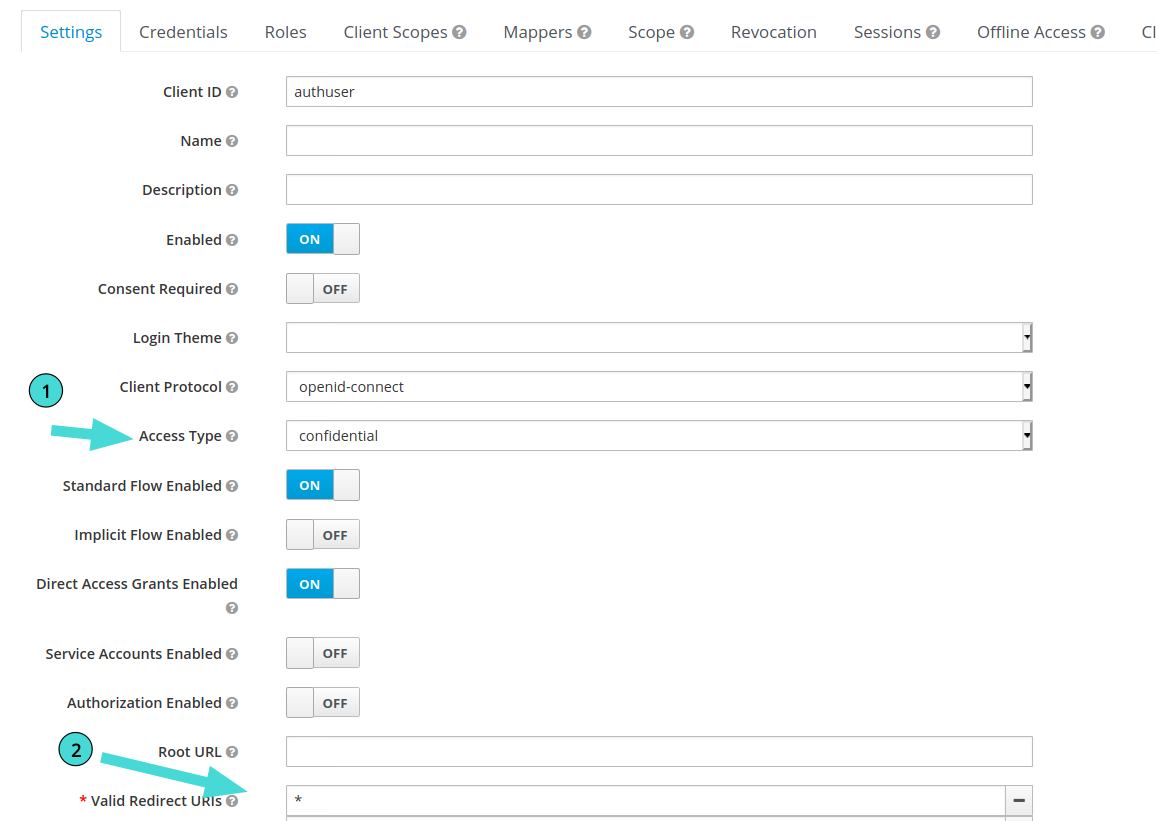 Settings Credentials Roles Client Scopes Mappers Scope Revocation Sessions Offline Access Cl
Client ID authuser
Name
Description
Enabled ON
Consent Required OFF
Login Theme
Client Protocol openid-connect
1
Access Type confidential
Standard Flow Enabled ON
Implicit Flow Enabled OFF
Direct Access Grants Enabled ON
Service Accounts Enabled OFF
Authorization Enabled OFF
2
Root URL
* Valid Redirect URIs *